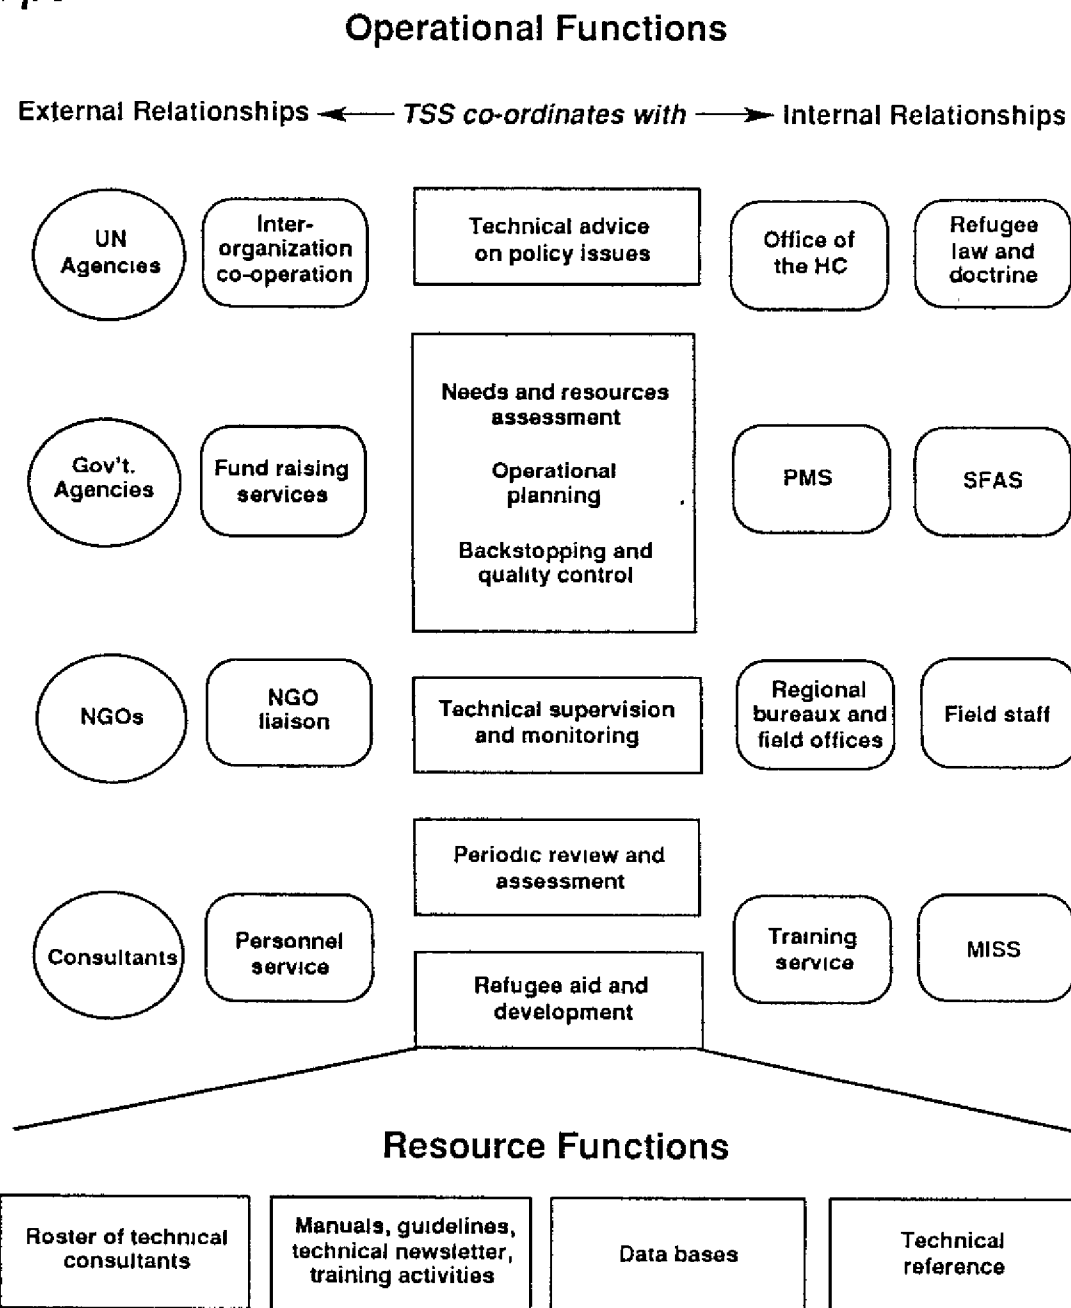 Operational Functions
External Relationships ← TSS co-ordinates with → Internal Relationships
UN
Agencies
Inter-
organization
co-operation
Technical advice
on policy issues
Office of
the HC
Refugee
law and
doctrine
Gov't.
Agencies
Fund raising
services
Needs and resources
assessment
Operational
planning
Backstopping and
quality control
PMS
SFAS
NGOs
NGO
liaison
Technical supervision
and monitoring
Regional
bureaux and
field offices
Field staff
Periodic review and
assessment
Consultants
Personnel
service
Refugee aid and
development
Training
service
MISS
Resource Functions
Roster of technical
consultants
Manuals, guidelines,
technical newsletter,
training activities
Data bases
Technical
reference